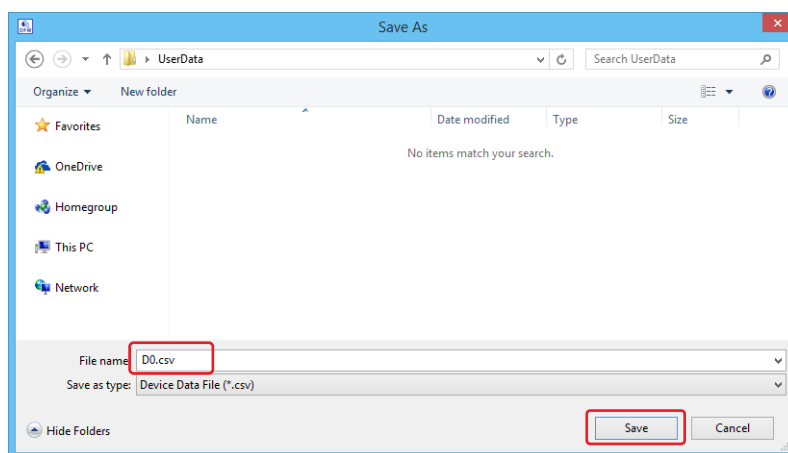 Save As
UserData
Search UserData
Organize New folder
Name Date modified Type Size
No items match your search.
Favorites
OneDrive
Homegroup
This PC
Network
File name D0.csv
Save as type: Device Data File (*.csv)
Hide Folders Save Cancel